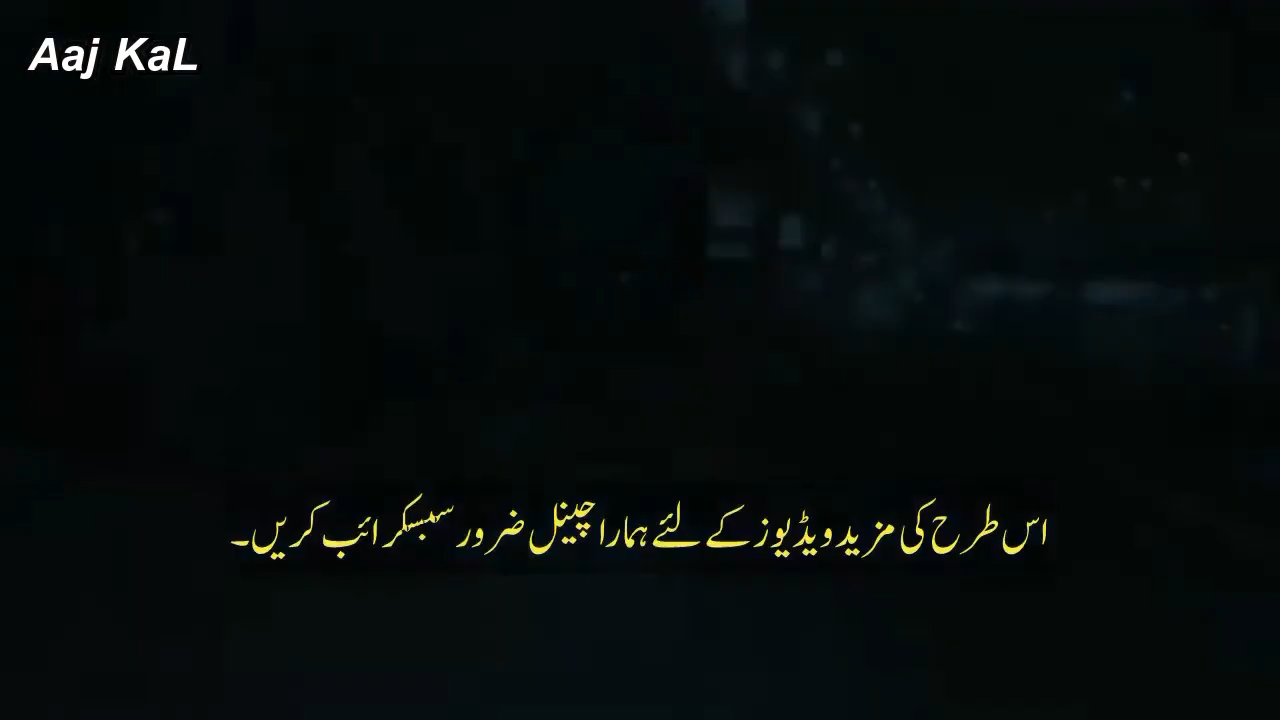 Aaj KaL
اس طرح کی مزید ویڈیوز کے لئے ہمارا چینل ضرور سبسکرائب کریں۔